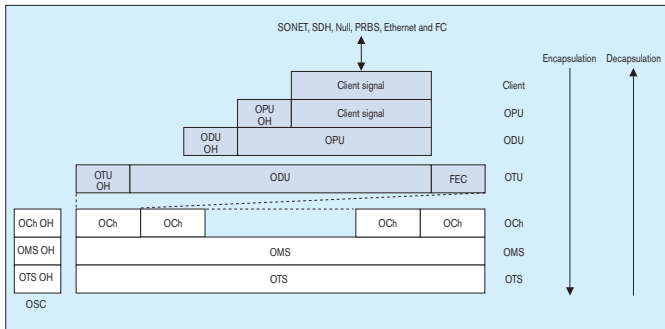 SONET, SDH, Null, PRBS, Ethernet and FC
Encapsulation
Decapsulation
Client signal
Client
OPU
OH
Client signal
OPU
ODU
OH
OPU
ODU
OTU
OH
ODU
FEC
OTU
OCh OH
OCh
OCh
OCh
OCh
OCh
OMS OH
OMS
OMS
OTS OH
OTS
OTS
OSC